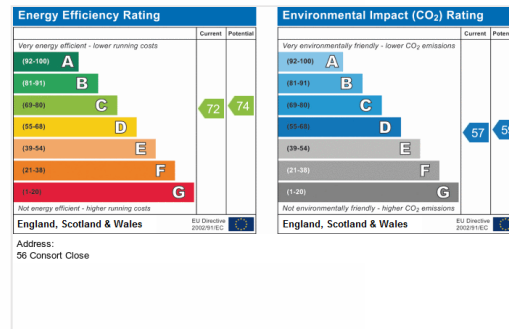 Energy Efficiency Rating
Current Potential
Very energy efficient - lower running costs
(92-100) A
(81-91) B
(69-80) C
72 74
(55-68) D
(39-54) E
(21-38) F
(1-20) G
Not energy efficient - higher running costs
England, Scotland & Wales
EU Directive
2002/91/EC
Environmental Impact (CO2) Rating
Current
Very environmentally friendly - lower CO2 emissions
(92-100) A
(81-91) B
(69-80) C
(55-68) D
57
(39-54) E
(21-38) F
(1-20) G
Not environmentally friendly - higher CO2 emissions
England, Scotland & Wales
EU Directive
2002/91/EC
Address:
56 Consort Close